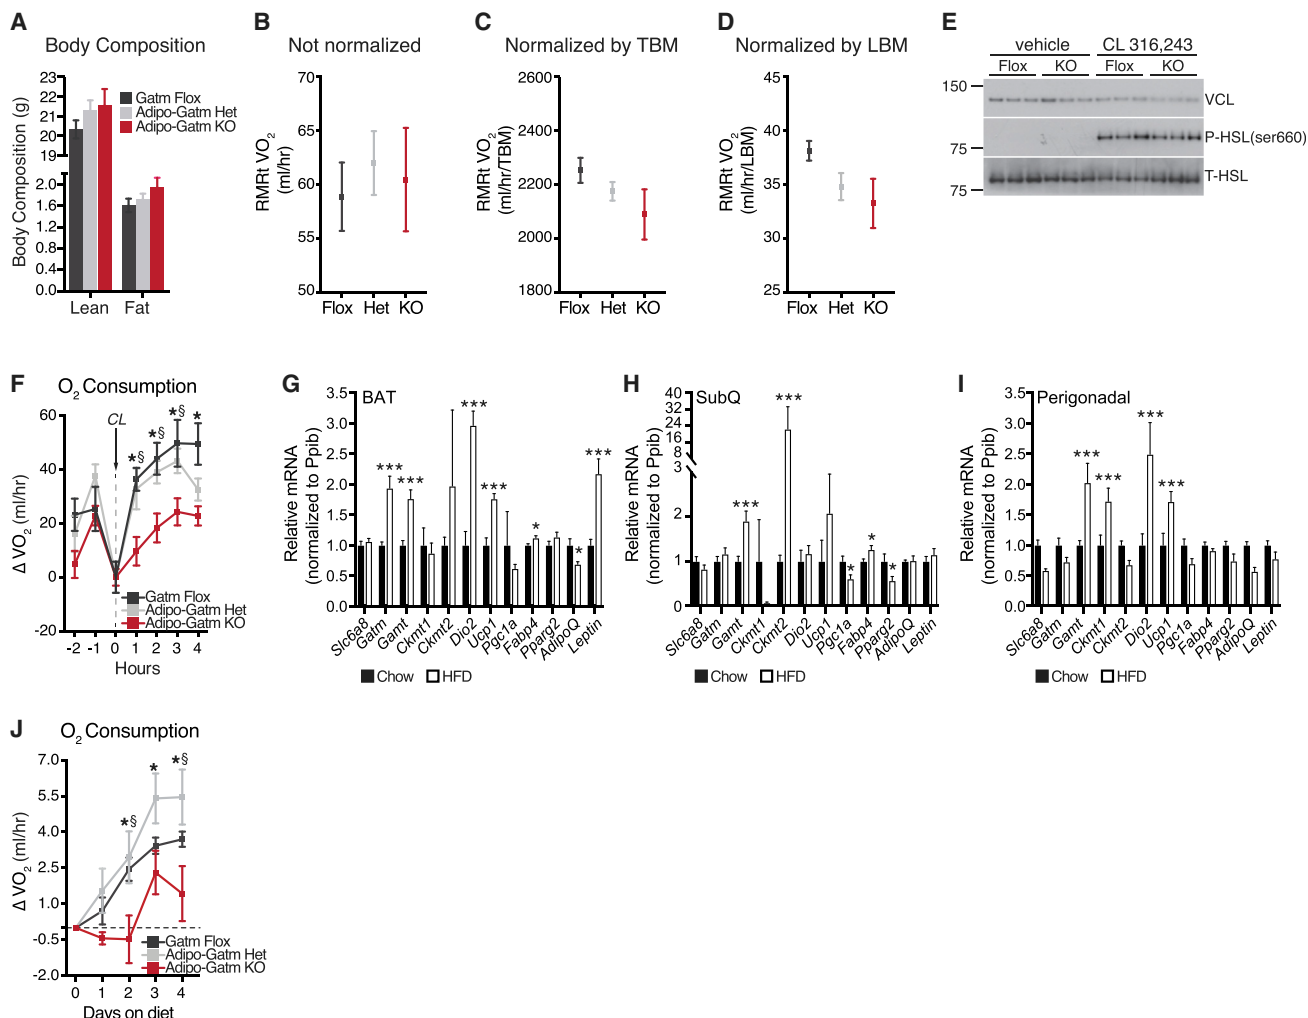 A
Body Composition
Body Composition (g)
23
22
21
20
19
2.0
1.6
1.2
0.8
0.4
0.0
Gatm Flox
Adipo-Gatm Het
Adipo-Gatm KO
Lean Fat
B
Not normalized
RMRt VO2
(ml/hr)
70
65
60
55
50
Flox Het KO
C
Normalized by TBM
RMRt VO2
(ml/hr/TBM)
2600
2400
2200
2000
1800
Flox Het KO
D
Normalized by LBM
RMRt VO2
(ml/hr/LBM)
45
41
37
33
29
25
Flox Het KO
E
vehicle CL 316,243
Flox KO Flox KO
150
75
75
VCL
P-HSL(ser660)
T-HSL
F
O2 Consumption
Δ VO2 (ml/hr)
60
40
20
0
-20
CL
*§ *§ *§ *
Gatm Flox
Adipo-Gatm Het
Adipo-Gatm KO
-2 -1 0 1 2 3 4
Hours
G
BAT
Relative mRNA
(normalized to Ppib)
3.5
3.0
2.5
2.0
1.5
1.0
0.5
0.0
*** *** *** *** * * ***
Slc6a8 Gatm Gamt Ckmt1 Ckmt2 Dio2 Ucp1 Pgc1a Fabp4 Pparg2 AdipoQ Leptin
Chow HFD
H
SubQ
Relative mRNA
(normalized to Ppib)
40
32
28
16
8
3
2
1
0
*** *** * * *
Slc6a8 Gatm Gamt Ckmt1 Ckmt2 Dio2 Ucp1 Pgc1a Fabp4 Pparg2 AdipoQ Leptin
Chow HFD
I
Perigonadal
Relative mRNA
(normalized to Ppib)
3.5
3.0
2.5
2.0
1.5
1.0
0.5
0.0
*** *** *** ***
Slc6a8 Gatm Gamt Ckmt1 Ckmt2 Dio2 Ucp1 Pgc1a Fabp4 Pparg2 AdipoQ Leptin
Chow HFD
J
O2 Consumption
Δ VO2 (ml/hr)
7.0
5.5
4.0
2.5
1.0
-0.5
-2.0
*§ * *§
Gatm Flox
Adipo-Gatm Het
Adipo-Gatm KO
0 1 2 3 4
Days on diet